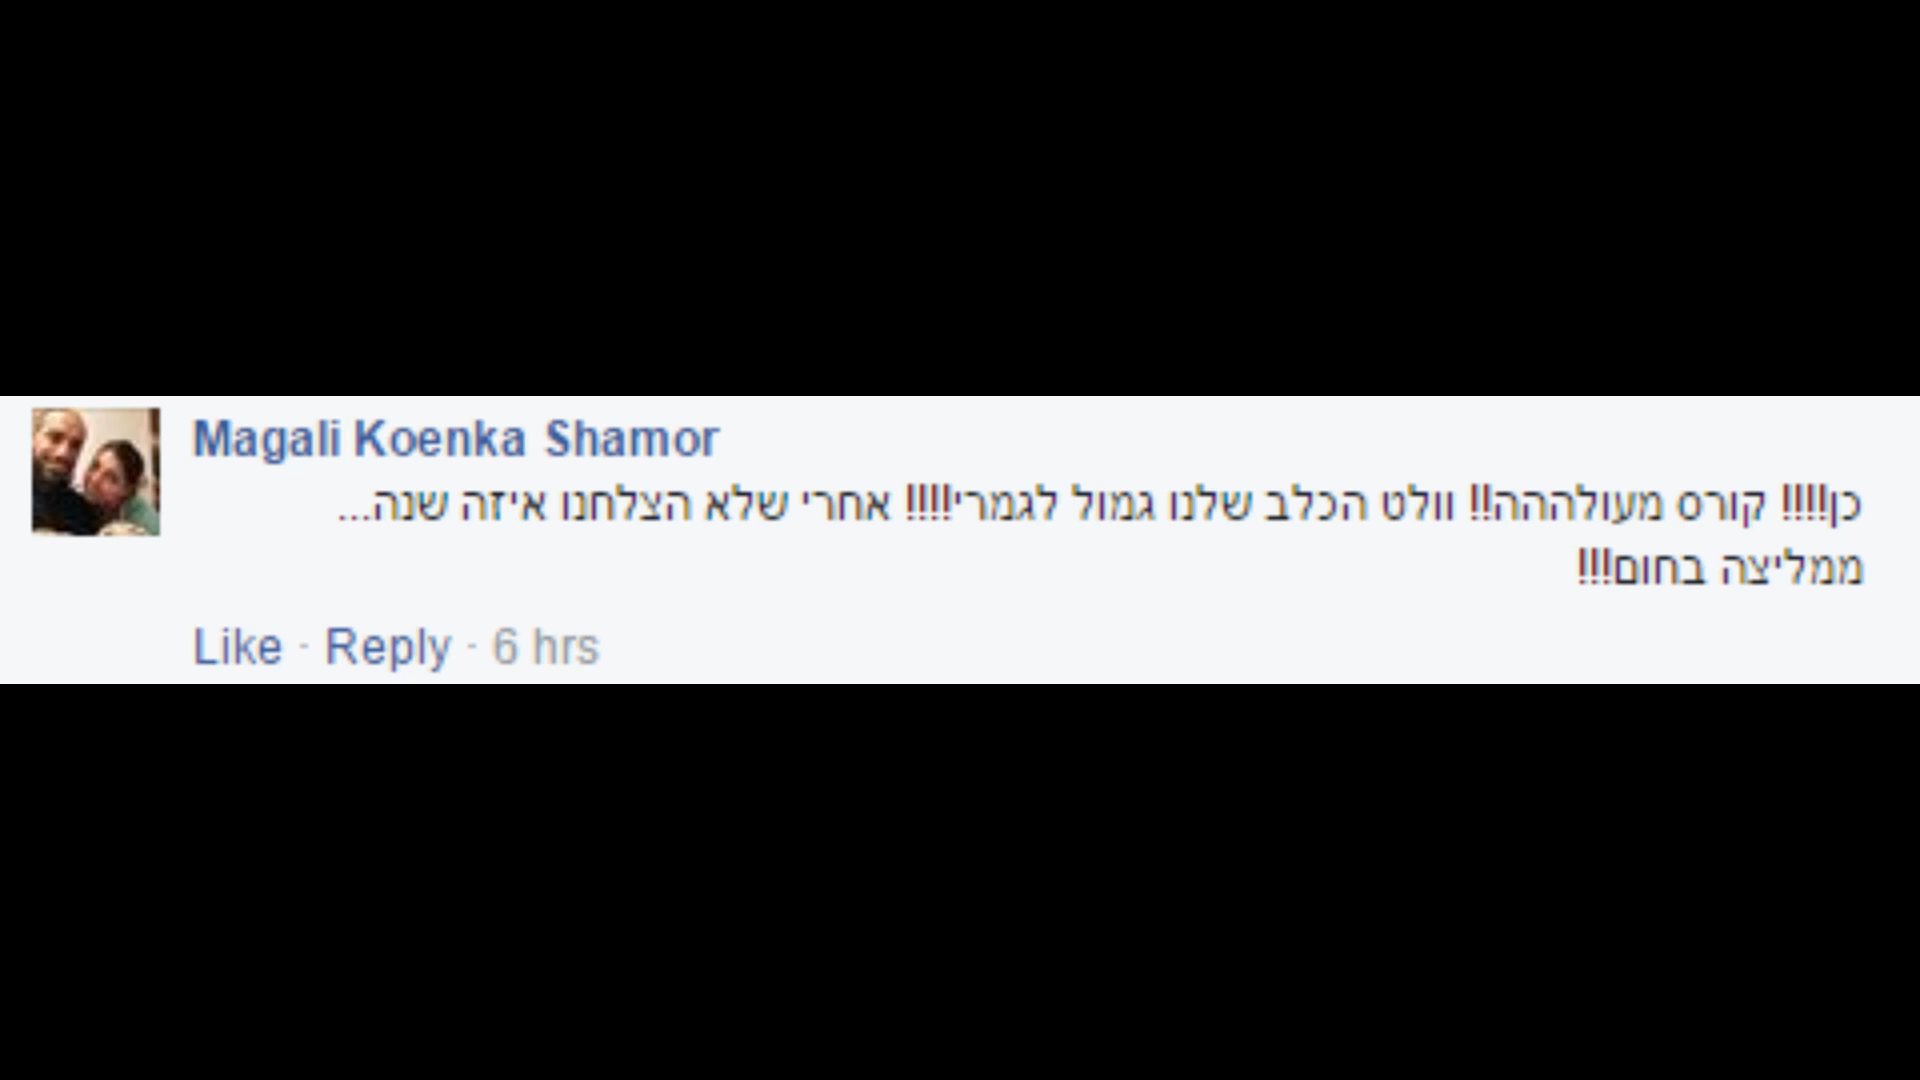 Magali Koenka Shamor
כן!!!! קורס מעולההה!! וולט הכלב שלנו גמול לגמרי!!!! אחרי שלא הצלחנו איזה שנה...
ממליצה בחום!!!
Like · Reply · 6 hrs